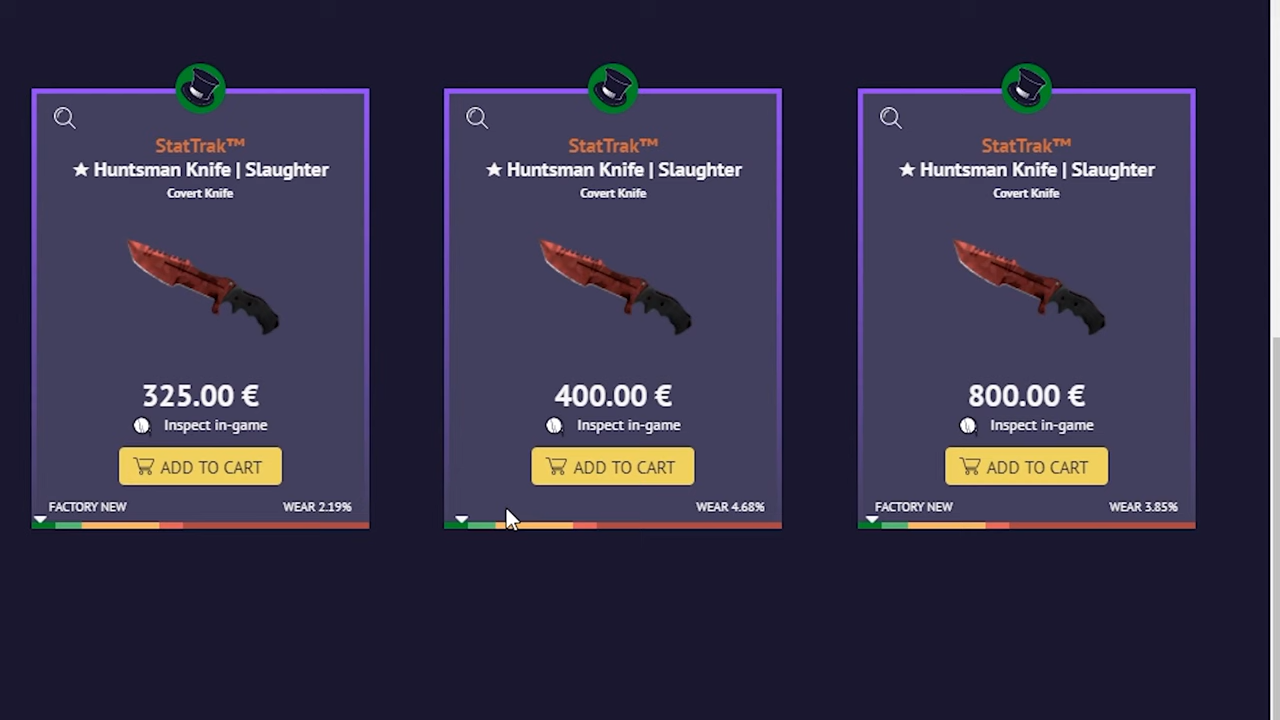 StatTrak™
★ Huntsman Knife | Slaughter
Covert Knife
325.00 €
Inspect in-game
ADD TO CART
FACTORY NEW
WEAR 2.19%
StatTrak™
★ Huntsman Knife | Slaughter
Covert Knife
400.00 €
Inspect in-game
ADD TO CART
WEAR 4.68%
StatTrak™
★ Huntsman Knife | Slaughter
Covert Knife
800.00 €
Inspect in-game
ADD TO CART
FACTORY NEW
WEAR 3.85%